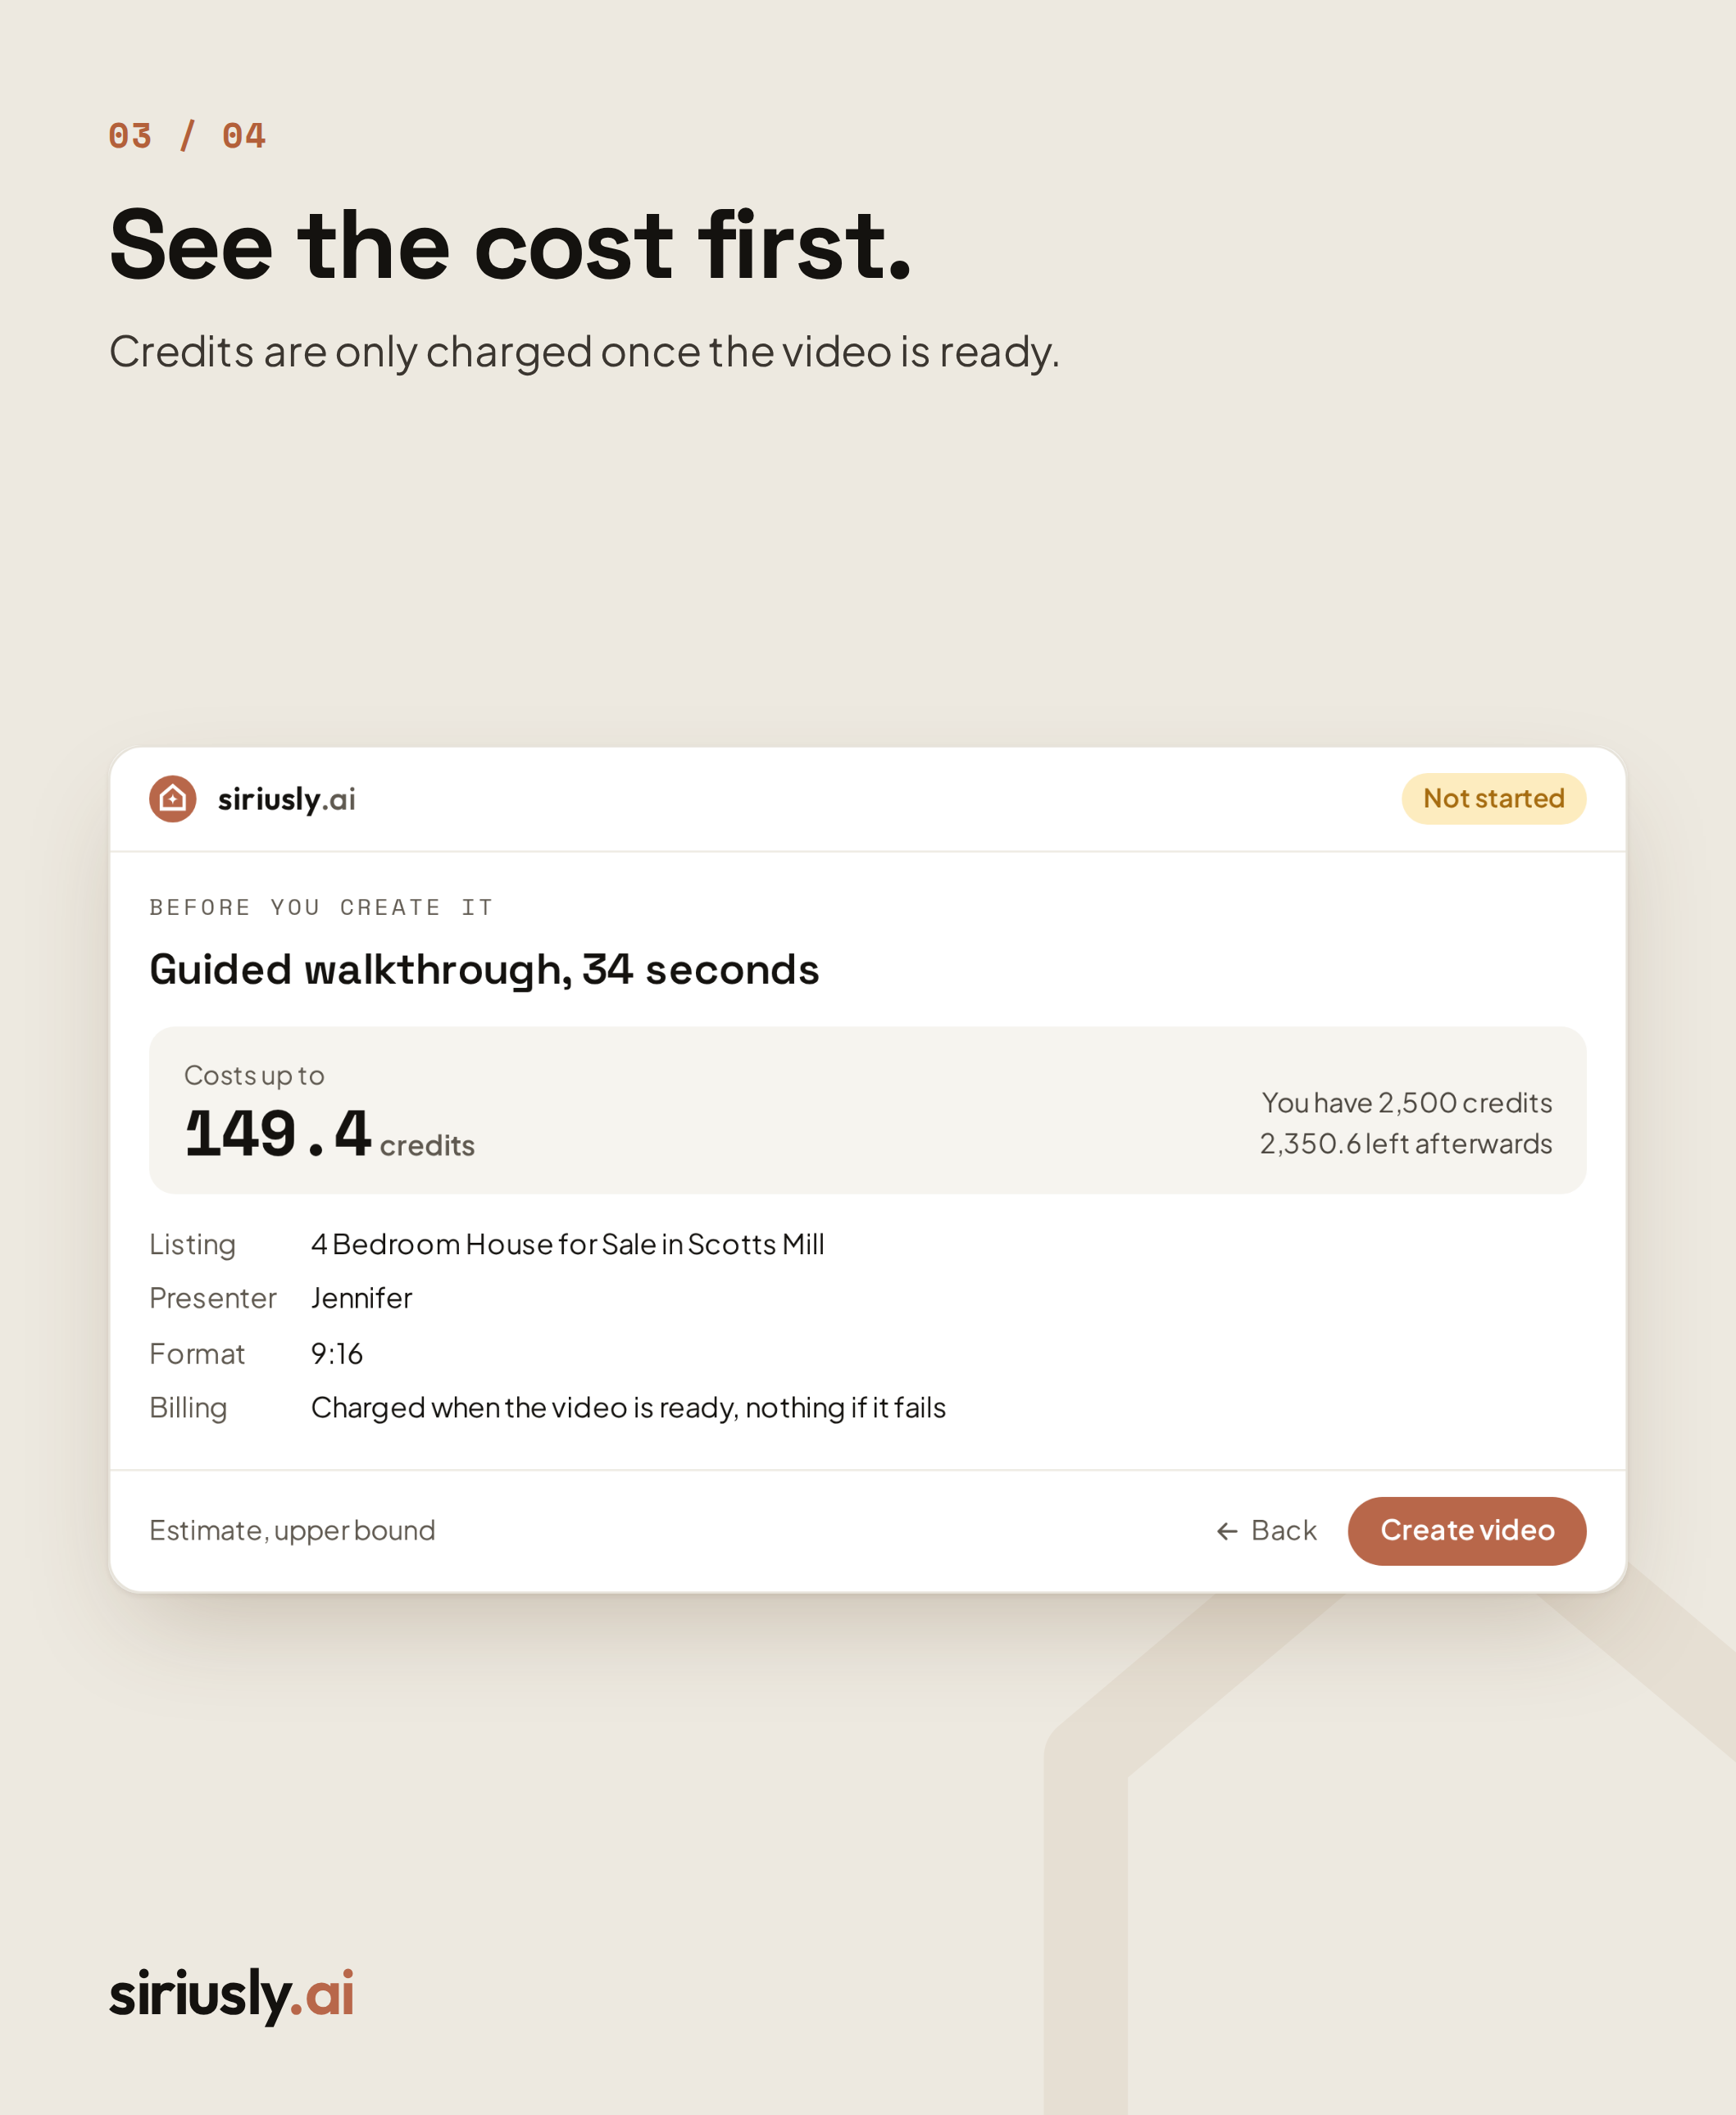 03 / 04
See the cost first.
Credits are only charged once the video is ready.
siriusly.ai
Not started
BEFORE YOU CREATE IT
Guided walkthrough, 34 seconds
Costs up to
149.4 credits
You have 2,500 credits
2,350.6 left afterwards
Listing 4 Bedroom House for Sale in Scotts Mill
Presenter Jennifer
Format 9:16
Billing Charged when the video is ready, nothing if it fails
Estimate, upper bound
← Back
Create video
siriusly.ai